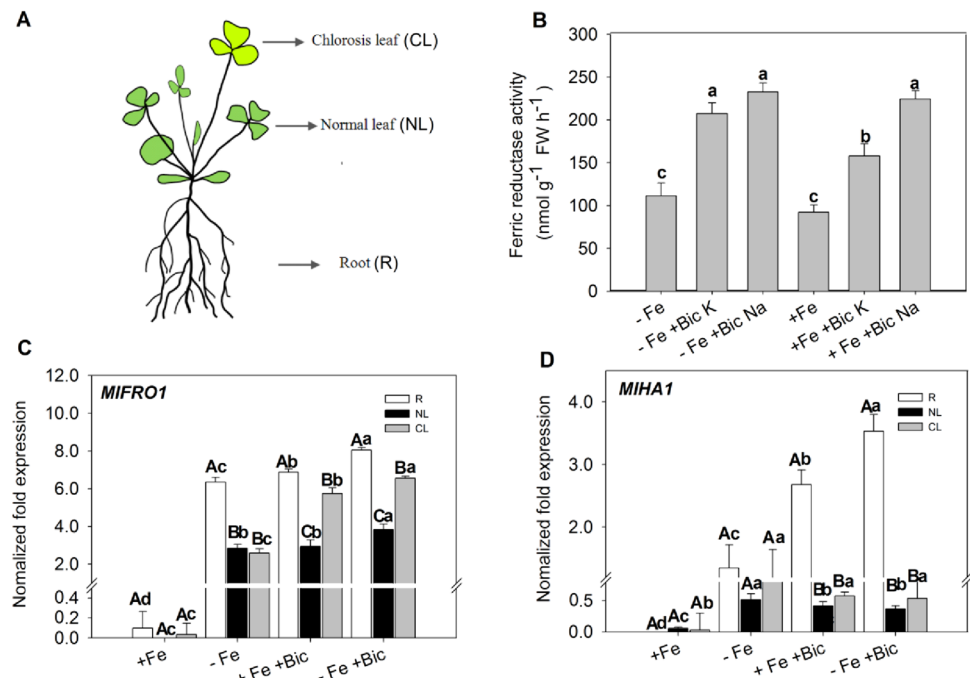 A
Chlorosis leaf (CL)
Normal leaf (NL)
Root (R)
B
Ferric reductase activity
(nmol g⁻¹ FW h⁻¹)
300
250
200
150
100
50
0
c
a
a
c
b
a
- Fe
- Fe +Bic K
- Fe +Bic Na
+Fe
+Fe +Bic K
+ Fe +Bic Na
C
MIFRO1
Nomalized fold expression
12.0
10.0
8.0
6.0
4.0
2.0
0.4
0.2
0.0
R
NL
CL
Ad
Ac
Ac
Ac
Bb
Bc
Ab
Cb
Bb
Aa
Ca
Ba
+Fe
- Fe
+ Fe +Bic
- Fe +Bic
D
MIHA1
Nomalized fold expression
4.0
3.0
2.0
0.5
0.0
R
NL
CL
Ad
Ac
Ab
Ac
Aa
Aa
Ab
Bb
Ba
Aa
Bb
Ba
+Fe
- Fe
+ Fe +Bic
- Fe +Bic